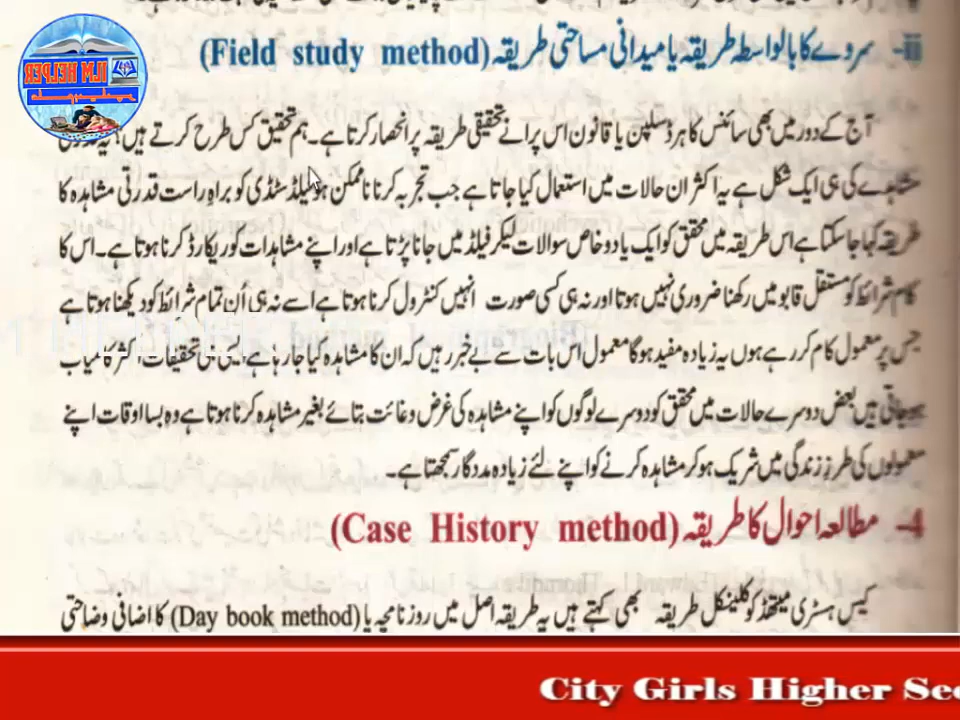 ii- سروے کا بالواسطہ طریقہ یا میدانی مساحتی طریقہ (Field study method)
آج کے دور میں بھی سائنس کا ہر ڈسپلن یا قانون اس پرانے تحقیقی طریقہ پر انحصار کرتا ہے۔ ہم تحقیق کس طرح کرتے ہیں
مشاہدے کی ہی ایک شکل ہے یہ اکثر ان حالات میں استعمال کیا جاتا ہے جب تجربہ کرنا ناممکن ہو فیلڈ سٹڈی کو براہ راست قدرتی مشاہدہ کا
طریقہ کہا جا سکتا ہے اس طریقہ میں محقق کو ایک یا دو خاص سوالات لیکر فیلڈ میں جانا پڑتا ہے اور اپنے مشاہدات کو ریکارڈ کرنا ہوتا ہے۔ اس کا
کام شرائط کو مستقل قابو میں رکھنا ضروری نہیں ہوتا اور نہ ہی کسی صورت انہیں کنٹرول کرنا ہوتا ہے اسے نہ ہی اُن تمام شرائط کو دیکھنا ہوتا ہے
جس پر معمول کام کر رہے ہوں یہ زیادہ مفید ہوگا معمول اس بات سے بے خبر رہیں کہ ان کا مشاہدہ کیا جا رہا ہے تحقیقات کامیاب
ہو جاتی ہیں بعض دوسرے حالات میں محقق کو دوسرے لوگوں کو اپنے مشاہدہ کی غرض و غائت بتائے بغیر مشاہدہ کرنا ہوتا ہے وہ بسا اوقات اپنے
معمولوں کی طرز زندگی میں شریک ہو کر مشاہدہ کرنے کو اپنے لئے زیادہ مددگار سمجھتا ہے۔
4- مطالعہ احوال کا طریقہ (Case History method)
کیس ہسٹری میتھڈ کو کلینکل طریقہ بھی کہتے ہیں یہ طریقہ اصل میں روزنامچہ یا (Day book method) کا اضافی وضاحتی
ILM HELPER
City Girls Higher Sec